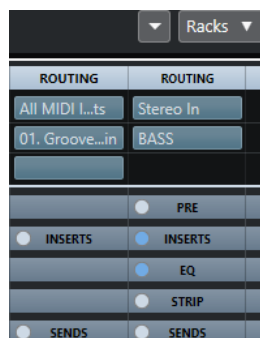 Racks
ROUTING ROUTING
All MIDI I...ts Stereo In
01. Groove...in BASS
PRE
INSERTS INSERTS
EQ
STRIP
SENDS SENDS